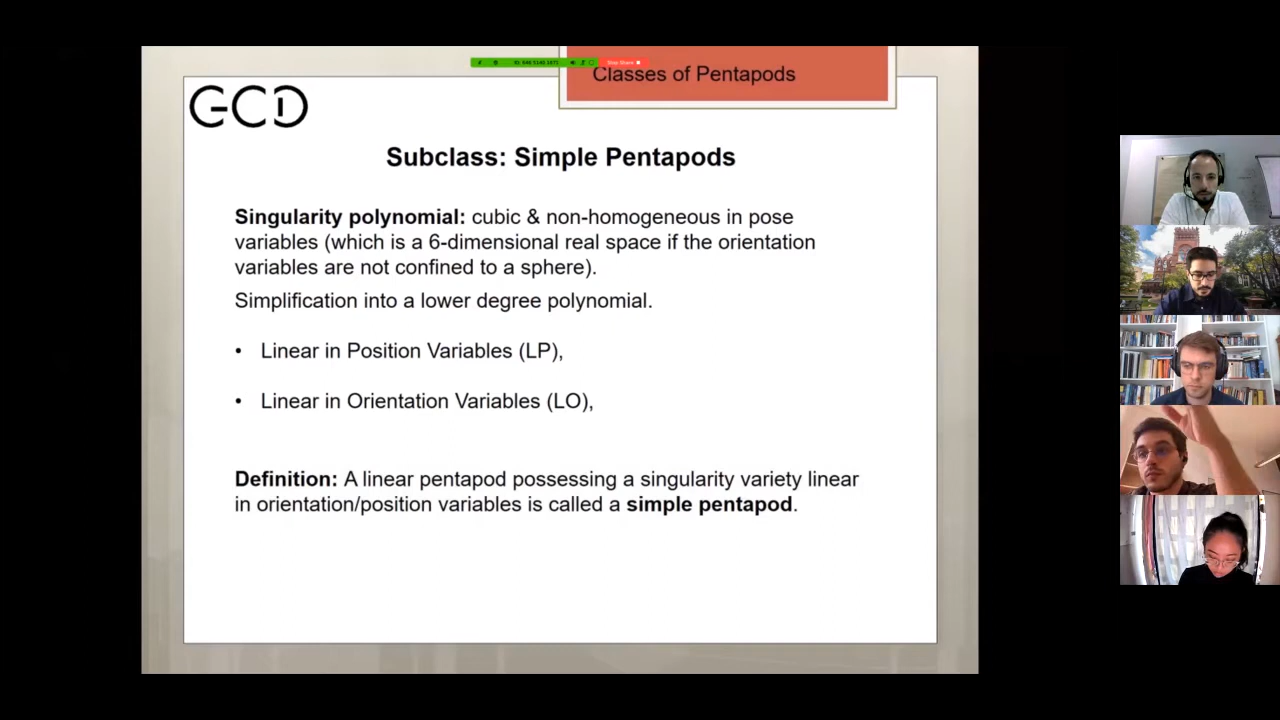 Classes of Pentapods
GCD
Subclass: Simple Pentapods
Singularity polynomial: cubic & non-homogeneous in pose
variables (which is a 6-dimensional real space if the orientation
variables are not confined to a sphere).
Simplification into a lower degree polynomial.
• Linear in Position Variables (LP),
• Linear in Orientation Variables (LO),
Definition: A linear pentapod possessing a singularity variety linear
in orientation/position variables is called a simple pentapod.
Stop Share